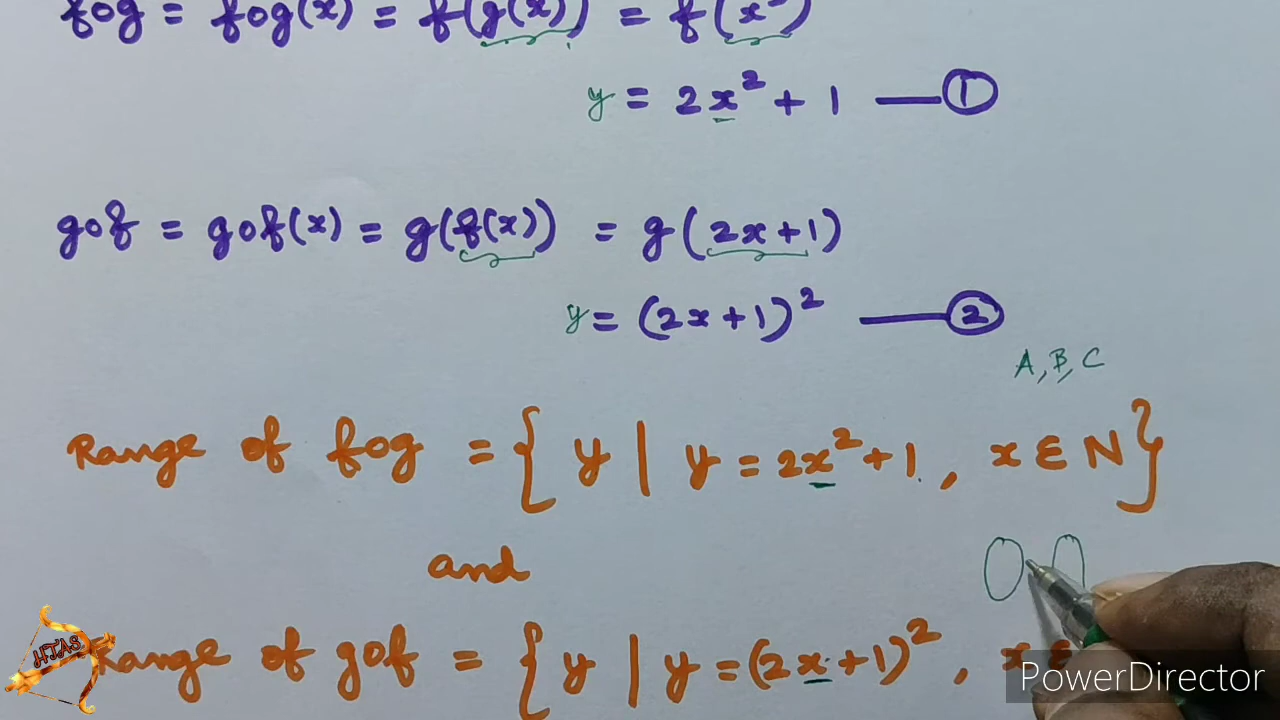 fog = fog(x) = f(g(x)) = f(x²)
y = 2x² + 1 — ①
gof = gof(x) = g(f(x)) = g(2x+1)
y = (2x+1)² — ②
A, B, C
Range of fog = { y | y = 2x²+1, x ∈ N }
and
Range of gof = { y | y = (2x+1)², x ∈
HTAS
PowerDirector